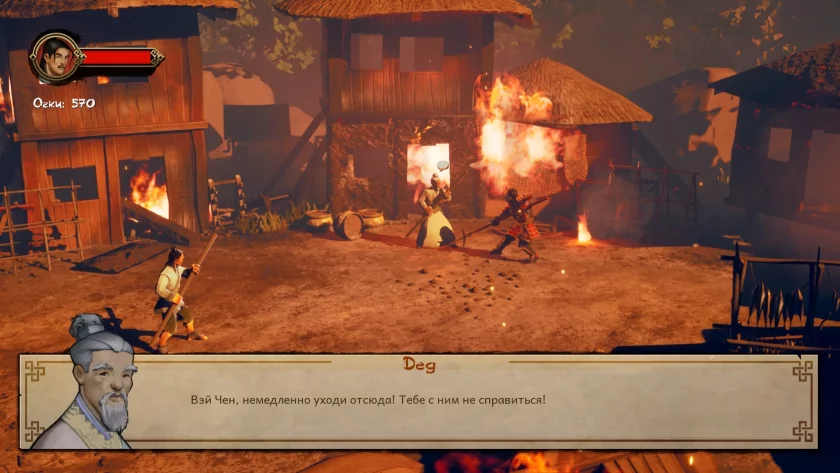 Очки: 570
Дед
Вэй Чен, немедленно уходи отсюда! Тебе с ним не справиться!